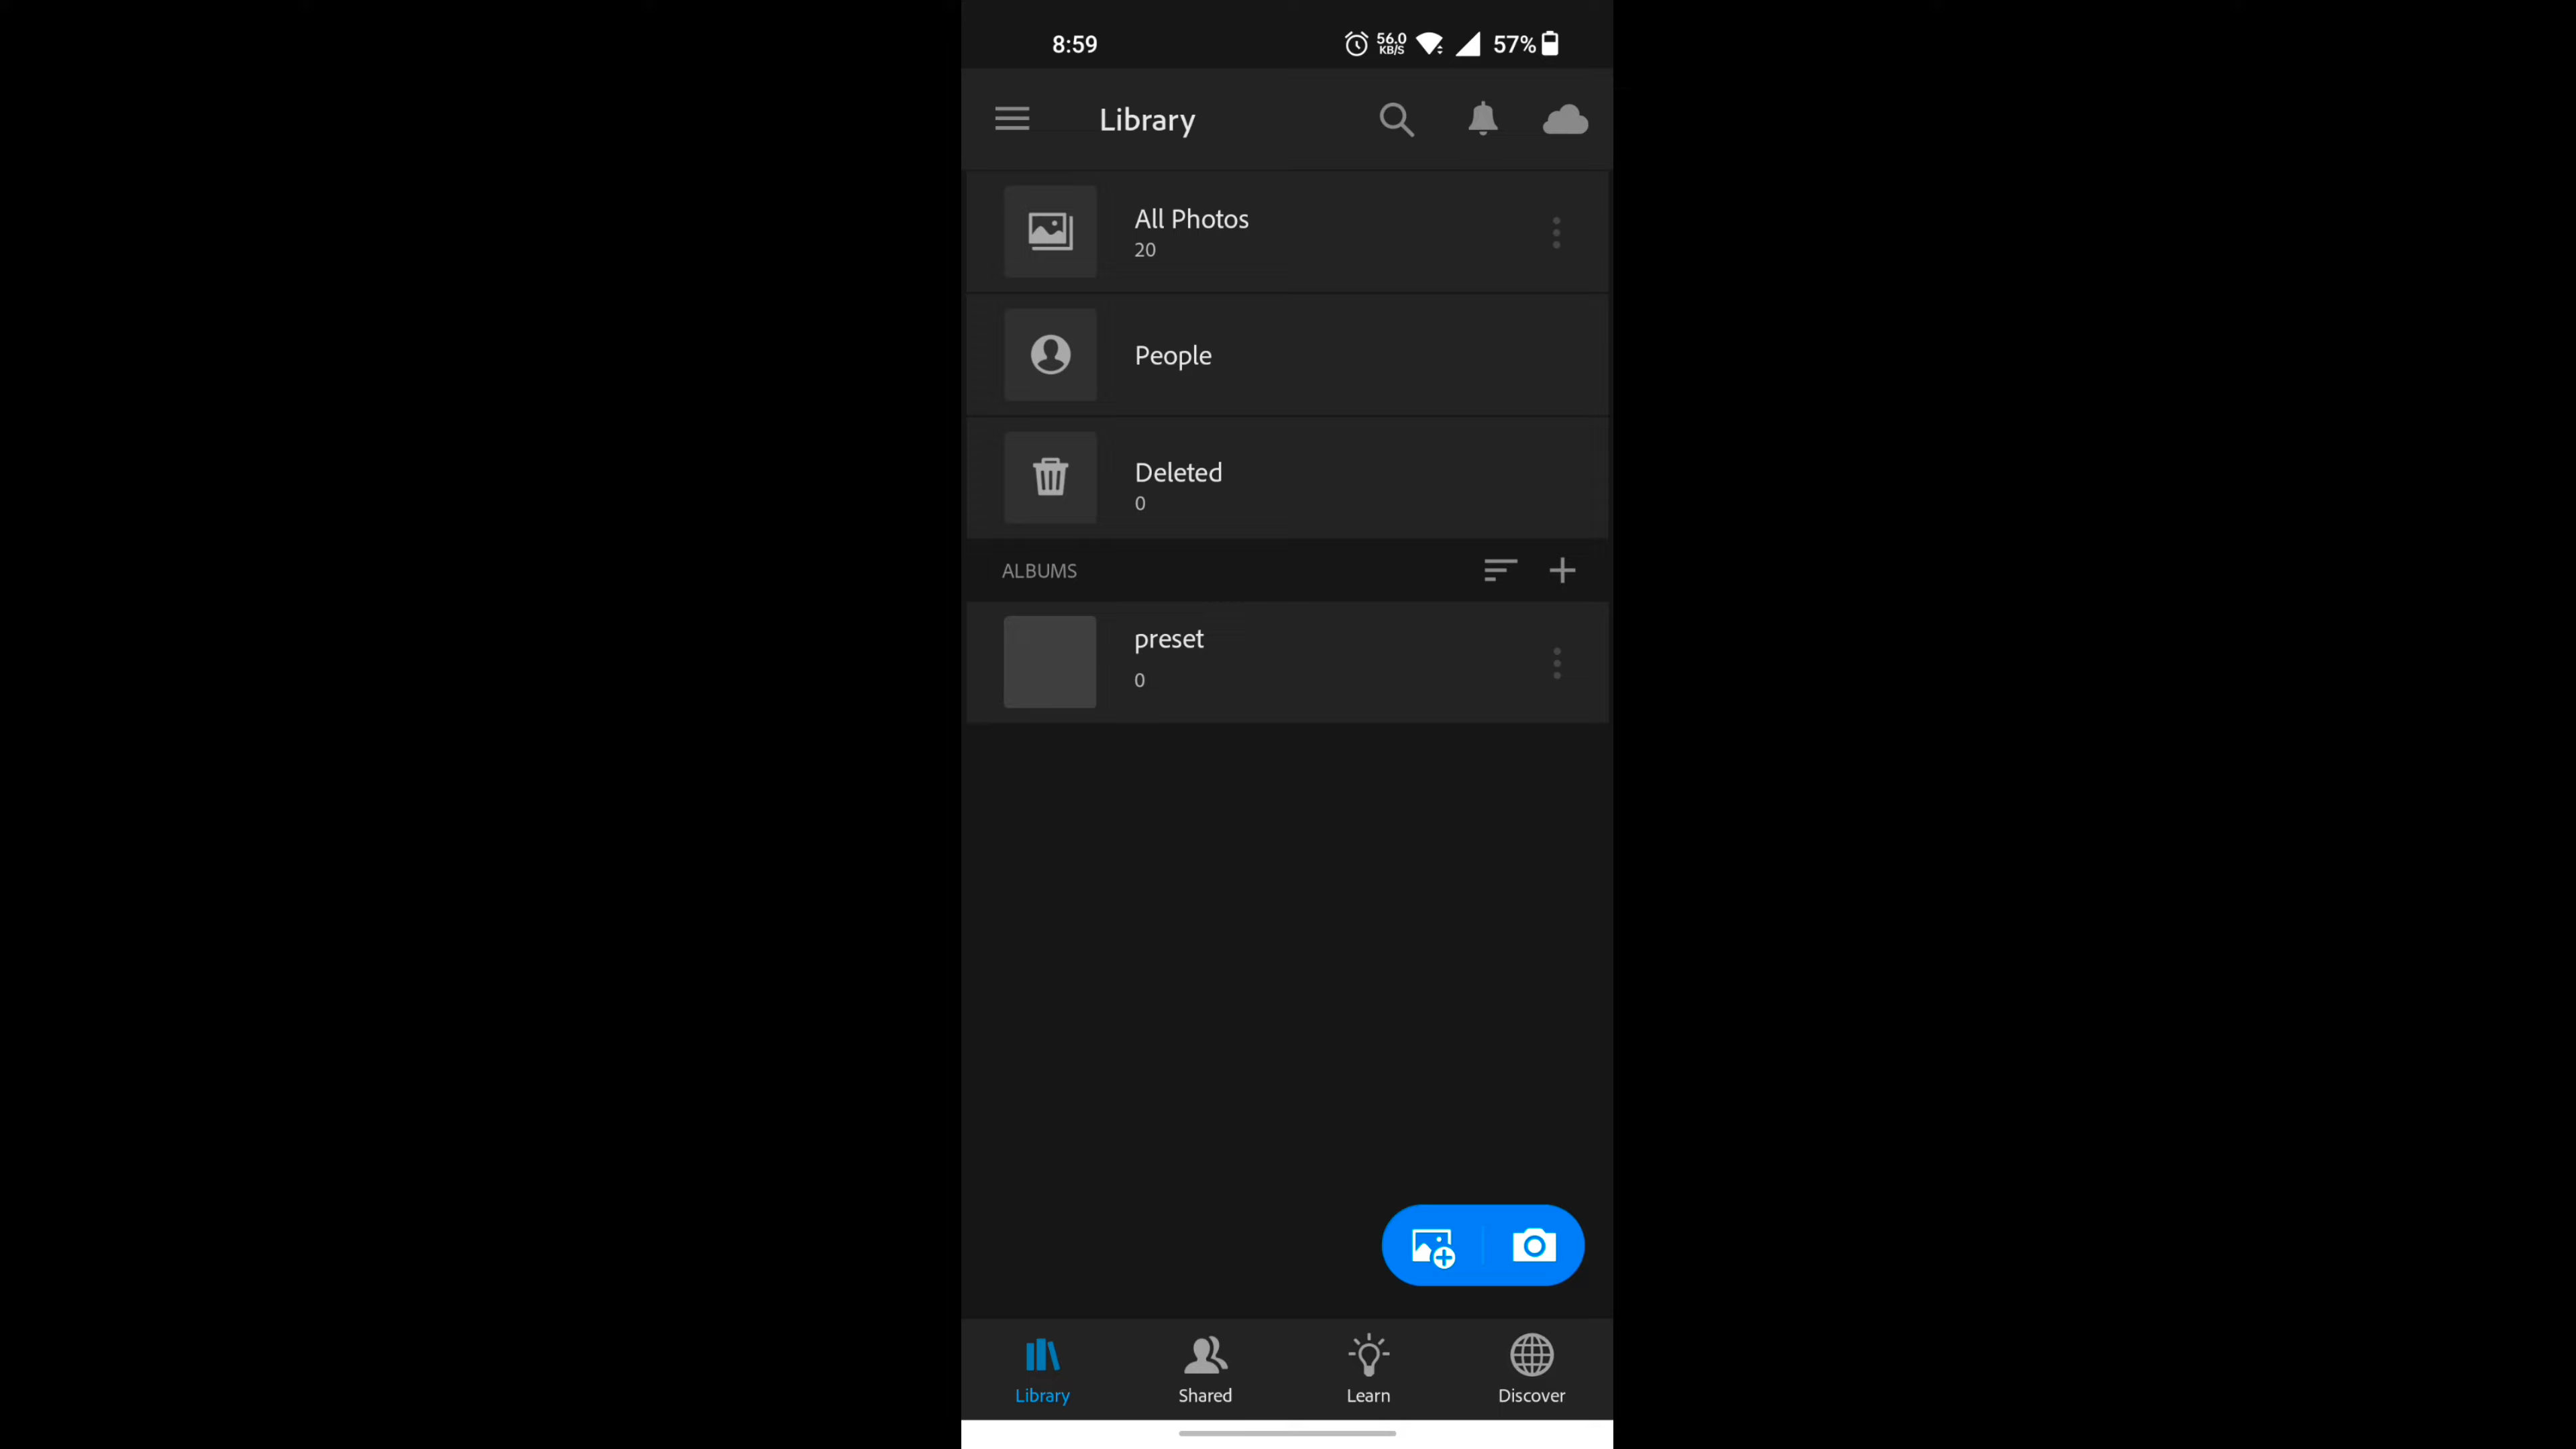 8:59
56.0
KB/S
57%
Library
All Photos
20
People
Deleted
0
ALBUMS
preset
0
Library
Shared
Learn
Discover